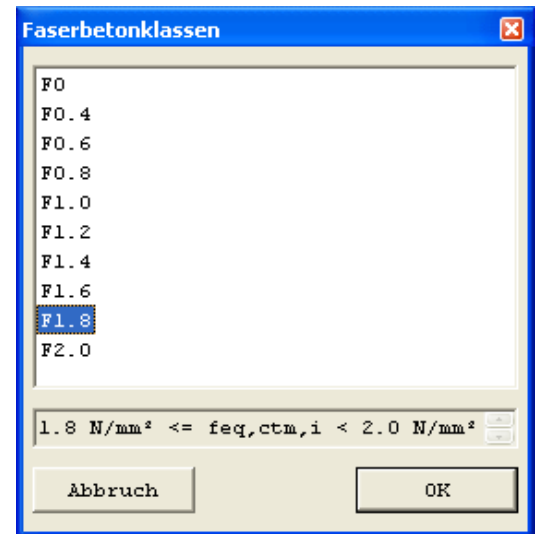 Faserbetonklassen
F0
F0.4
F0.6
F0.8
F1.0
F1.2
F1.4
F1.6
F1.8
F2.0
1.8 N/mm² <= feq,ctm,i < 2.0 N/mm²
Abbruch
OK